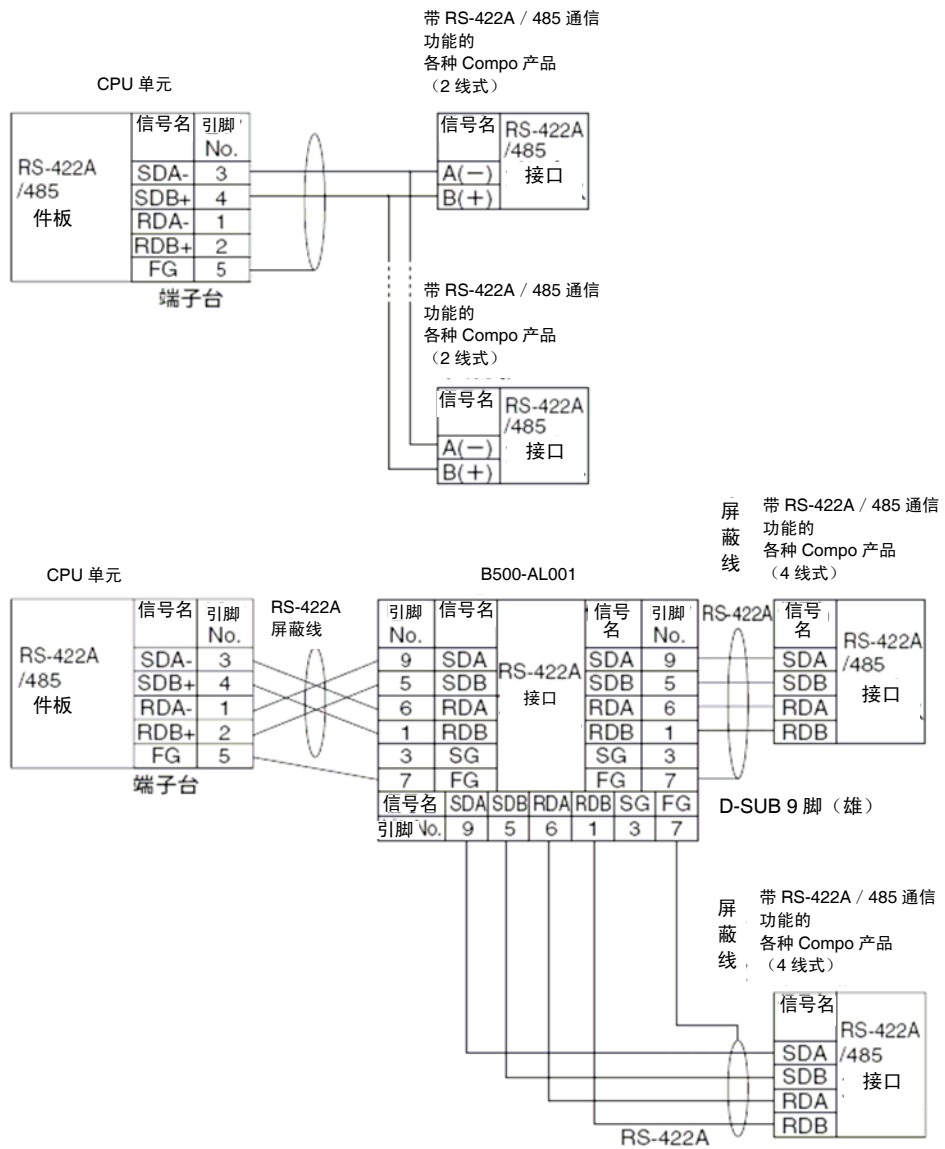 带 RS-422A / 485 通信
功能的
各种 Compo 产品
（2 线式）
CPU 单元
信号名 引脚 No.
RS-422A
/485
件板
SDA- 3
SDB+ 4
RDA- 1
RDB+ 2
FG 5
端子台
信号名
RS-422A
/485
接口
A(－)
B(＋)
带 RS-422A / 485 通信
功能的
各种 Compo 产品
（2 线式）
信号名
RS-422A
/485
接口
A(－)
B(＋)
CPU 单元
信号名 引脚 No.
RS-422A
/485
件板
SDA- 3
SDB+ 4
RDA- 1
RDB+ 2
FG 5
端子台
RS-422A
屏蔽线
B500-AL001
引脚 No. 信号名
9 SDA
5 SDB
6 RDA
1 RDB
3 SG
7 FG
RS-422A
接口
信号名 引脚 No.
SDA 9
SDB 5
RDA 6
RDB 1
SG 3
FG 7
信号名 SDA SDB RDA RDB SG FG
引脚 No. 9 5 6 1 3 7
屏蔽线
带 RS-422A / 485 通信
功能的
各种 Compo 产品
（4 线式）
RS-422A
信号名
SDA
SDB
RDA
RDB
RS-422A
/485
接口
D-SUB 9 脚（雄）
屏蔽线
带 RS-422A / 485 通信
功能的
各种 Compo 产品
（4 线式）
信号名
SDA
SDB
RDA
RDB
RS-422A
/485
接口
RS-422A